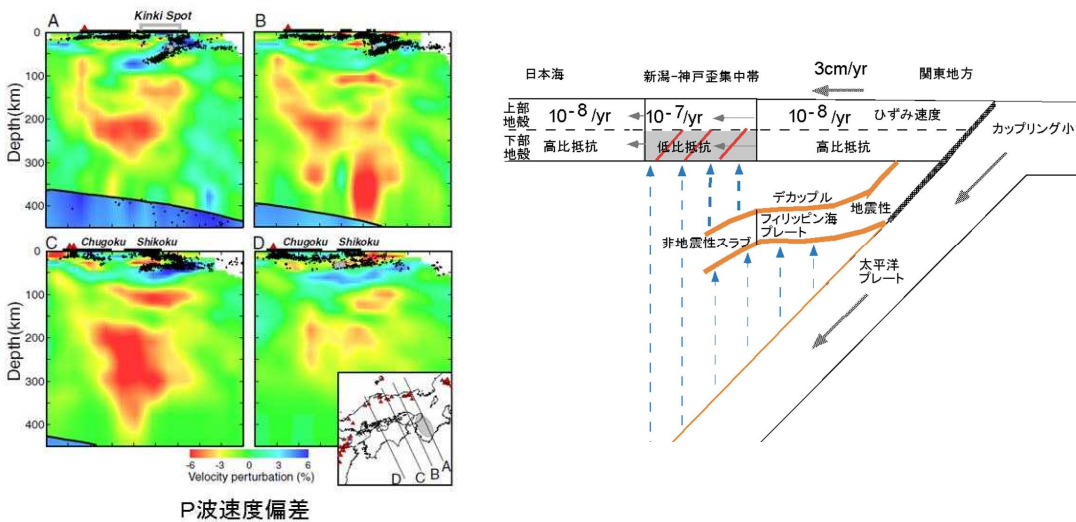 Kinki Spot
A
B
0
100
200
300
400
Depth(km)
C
Chugoku
Shikoku
D
Chugoku
Shikoku
0
100
200
300
400
Depth(km)
-6 -3 0 3 6
Velocity perturbation (%)
D C B A
P波速度偏差
日本海
新潟-神戸歪集中帯
3cm/yr
関東地方
上部
地殻
10-8 /yr
10-7/yr
10-8 /yr
ひずみ速度
カップリング小
下部
地殻
高比抵抗
低比抵抗
高比抵抗
デカップル
地震性
フィリッピン海
プレート
非地震性スラブ
太平洋
プレート